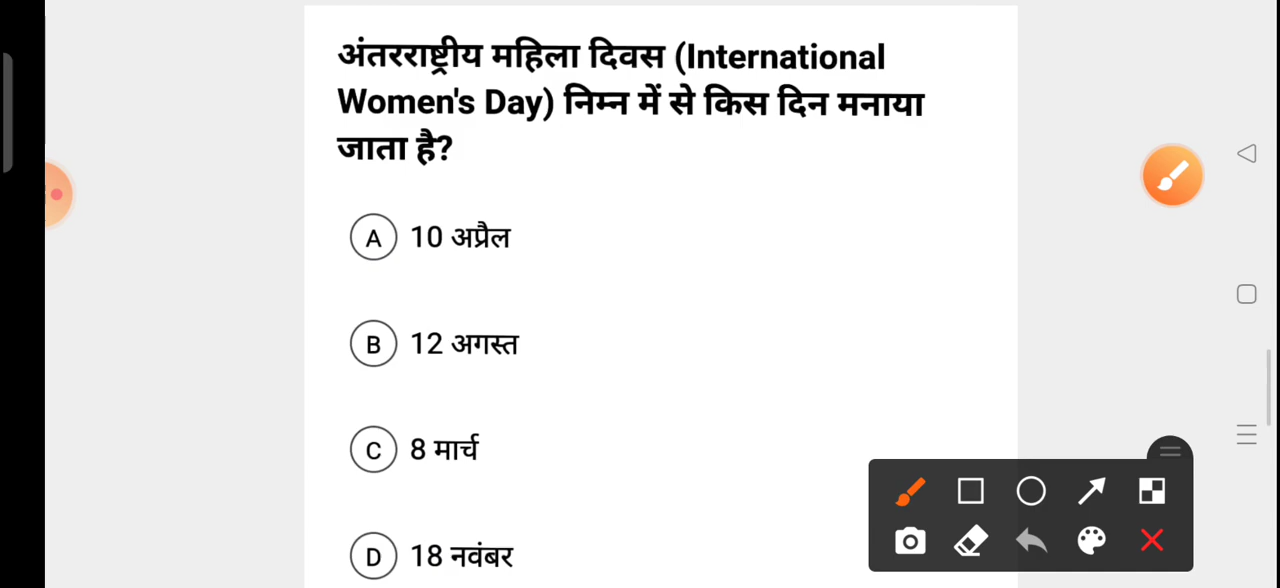 अंतरराष्ट्रीय महिला दिवस (International
Women's Day) निम्न में से किस दिन मनाया
जाता है?
A 10 अप्रैल
B 12 अगस्त
C 8 मार्च
D 18 नवंबर